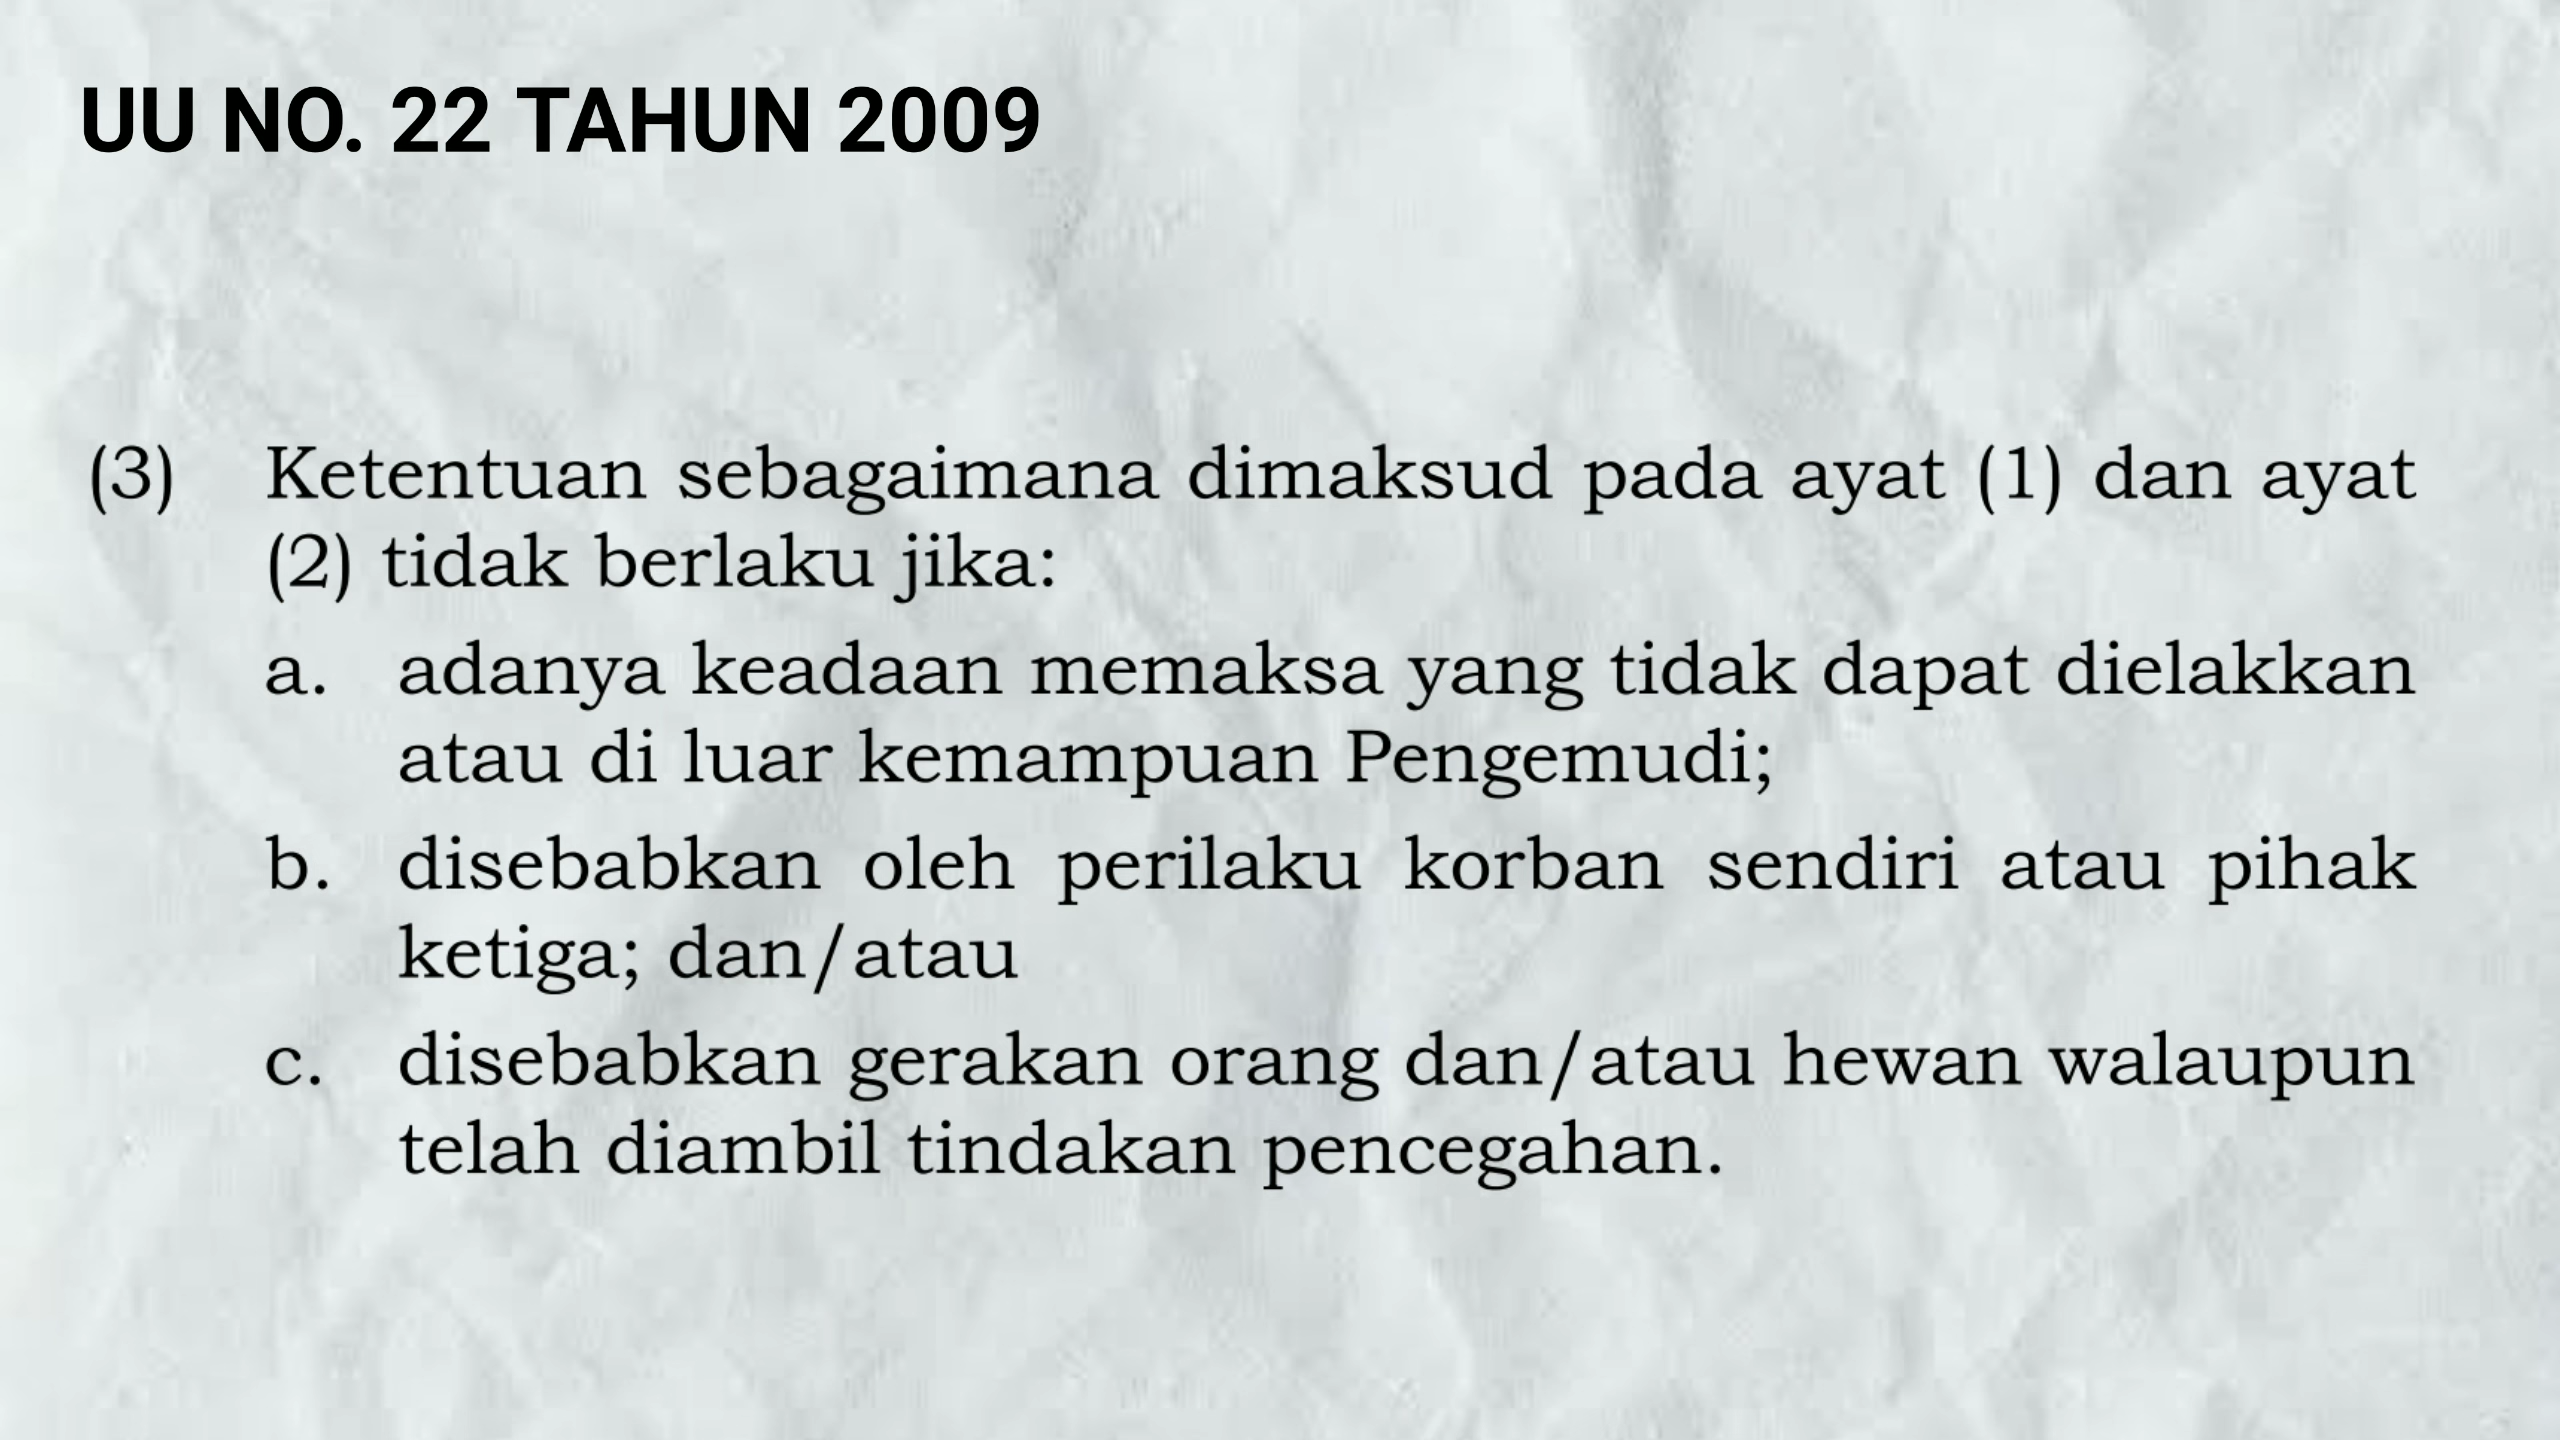 UU NO. 22 TAHUN 2009
(3) Ketentuan sebagaimana dimaksud pada ayat (1) dan ayat
(2) tidak berlaku jika:
a. adanya keadaan memaksa yang tidak dapat dielakkan
atau di luar kemampuan Pengemudi;
b. disebabkan oleh perilaku korban sendiri atau pihak
ketiga; dan/atau
c. disebabkan gerakan orang dan/atau hewan walaupun
telah diambil tindakan pencegahan.